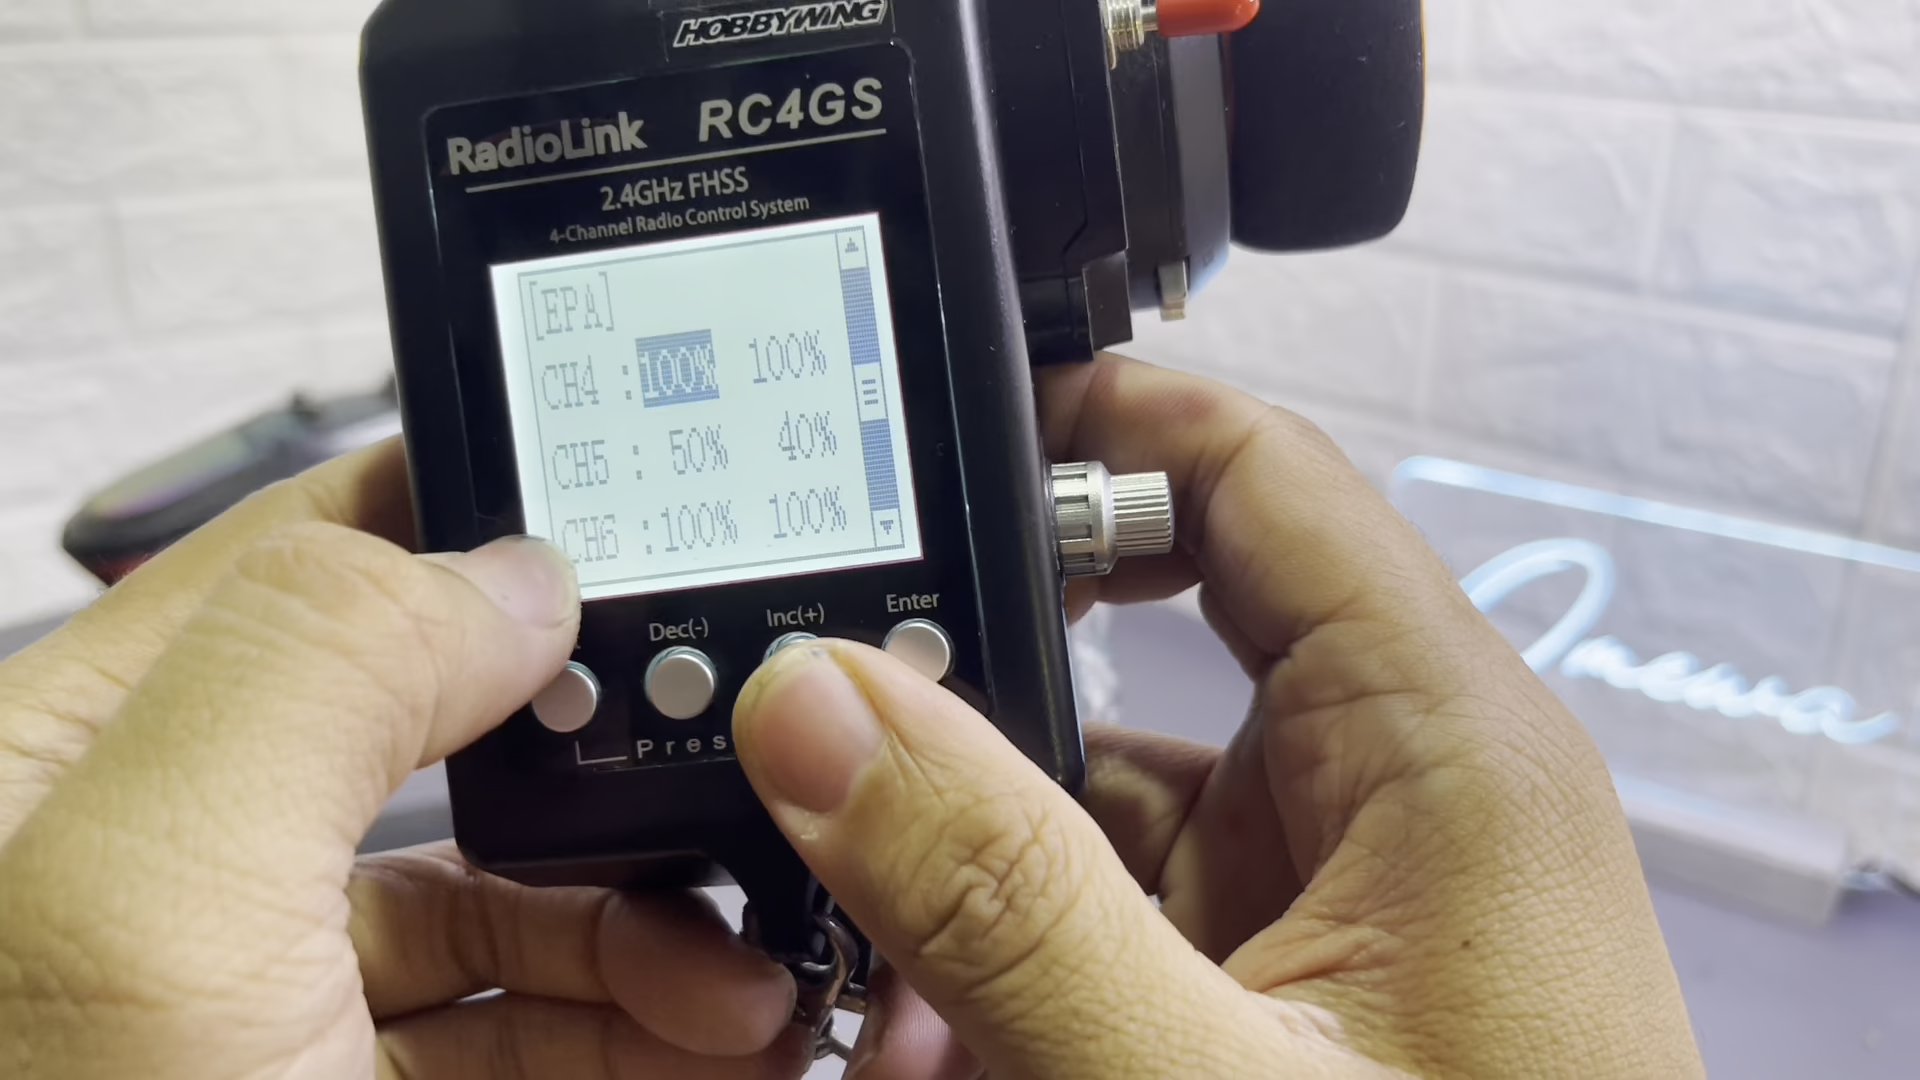 HOBBYWING
RadioLink RC4GS
2.4GHz FHSS
4-Channel Radio Control System
[EPA]
CH4 : 100% 100%
CH5 : 50% 40%
CH6 : 100% 100%
Dec(-) Inc(+) Enter